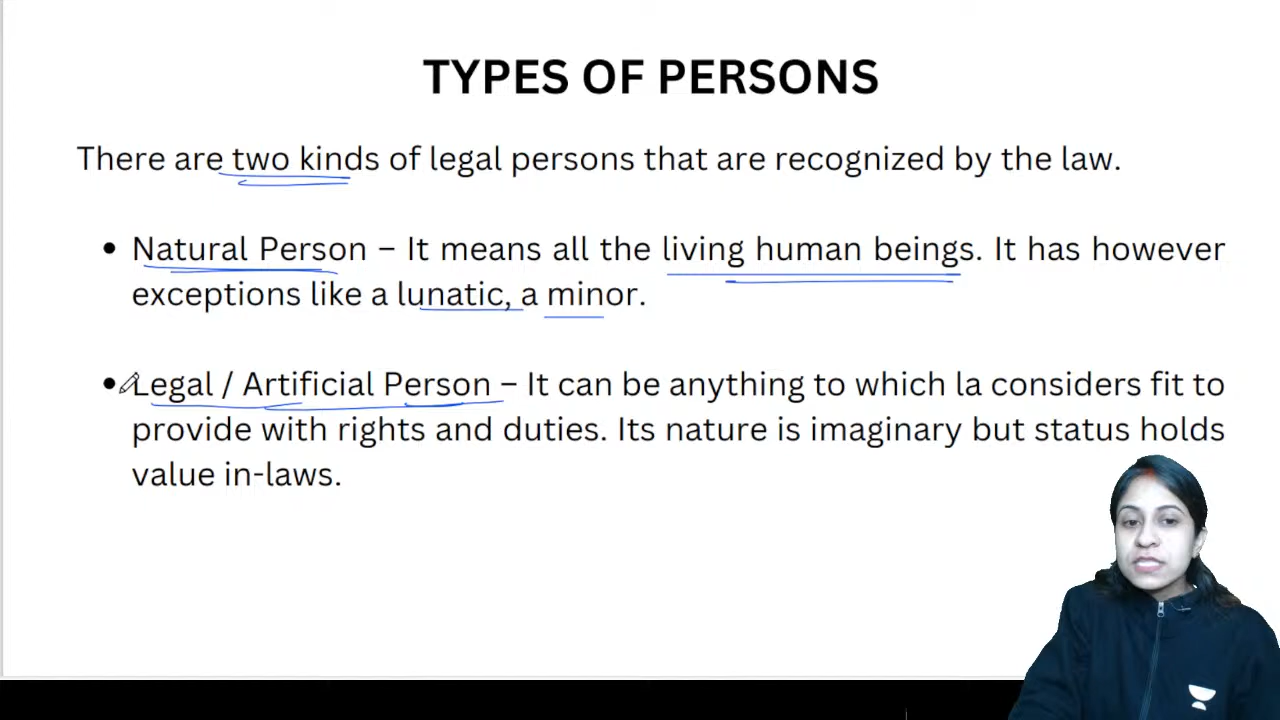 TYPES OF PERSONS
There are two kinds of legal persons that are recognized by the law.
• Natural Person – It means all the living human beings. It has however
exceptions like a lunatic, a minor.
• Legal / Artificial Person – It can be anything to which la considers fit to
provide with rights and duties. Its nature is imaginary but status holds
value in-laws.